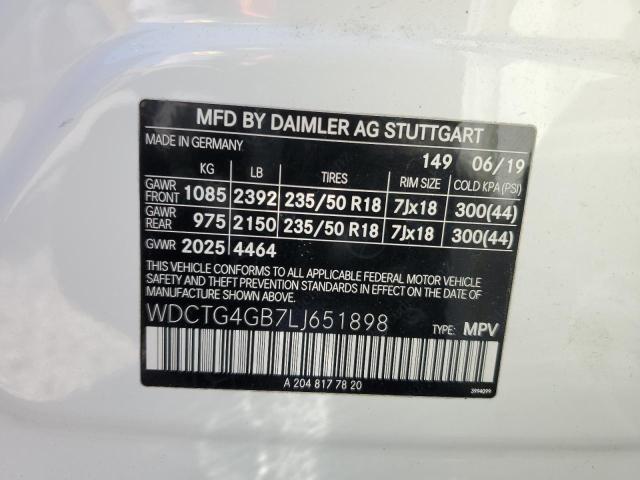 MFD BY DAIMLER AG STUTTGART
MADE IN GERMANY 149 06/19
KG LB TIRES RIM SIZE COLD KPA (PSI)
GAWR FRONT 1085 2392 235/50 R18 7Jx18 300(44)
GAWR REAR 975 2150 235/50 R18 7Jx18 300(44)
GVWR 2025 4464
THIS VEHICLE CONFORMS TO ALL APPLICABLE FEDERAL MOTOR VEHICLE
SAFETY AND THEFT PREVENTION STANDARDS IN EFFECT ON THE DATE OF
MANUFACTURE SHOWN ABOVE.
WDCTG4GB7LJ651898 TYPE: MPV
A 204 817 78 20 3994099